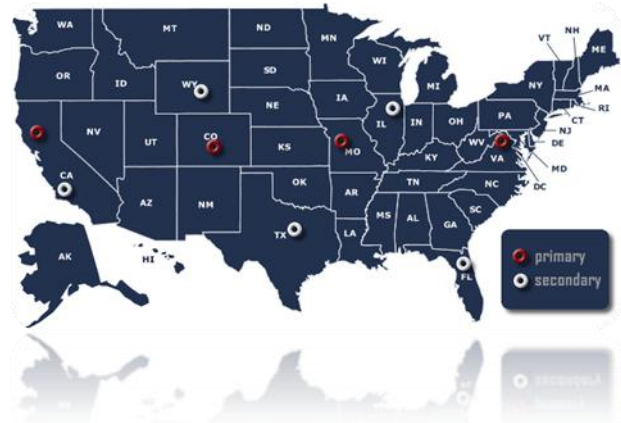 WA
MT
ND
MN
VT
NH
ME
OR
ID
WY
SD
WI
MI
NY
MA
RI
CT
NV
UT
CO
NE
IA
IL
IN
OH
PA
NJ
DE
MD
DC
CA
KS
MO
KY
WV
VA
AZ
NM
OK
AR
TN
NC
TX
LA
MS
AL
GA
SC
FL
AK
HI
primary
secondary